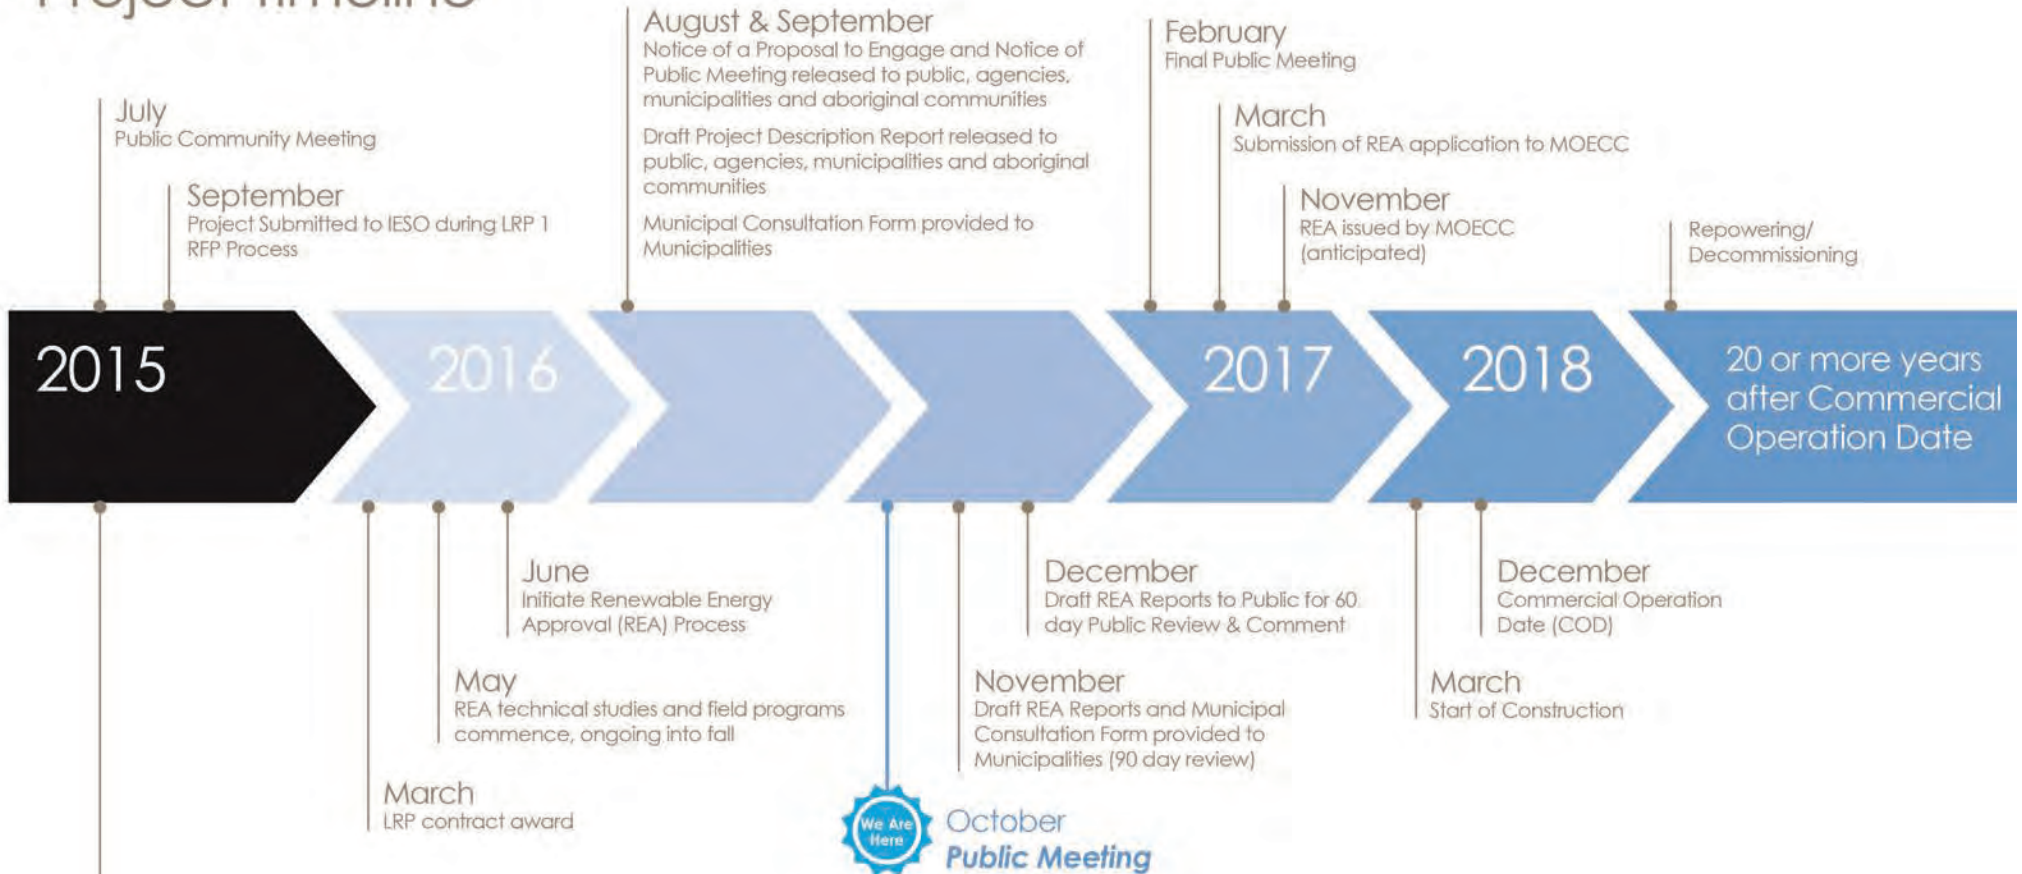 Project Timeline
July
Public Community Meeting
September
Project Submitted to IESO during LRP 1
RFP Process
August & September
Notice of a Proposal to Engage and Notice of
Public Meeting released to public, agencies,
municipalities and aboriginal communities
Draft Project Description Report released to
public, agencies, municipalities and aboriginal
communities
Municipal Consultation Form provided to
Municipalities
February
Final Public Meeting
March
Submission of REA application to MOECC
November
REA issued by MOECC
(anticipated)
Repowering/
Decommissioning
2015
2016
2017
2018
20 or more years
after Commercial
Operation Date
March
LRP contract award
May
REA technical studies and field programs
commence, ongoing into fall
June
Initiate Renewable Energy
Approval (REA) Process
We Are
Here
October
Public Meeting
November
Draft REA Reports and Municipal
Consultation Form provided to
Municipalities (90 day review)
December
Draft REA Reports to Public for 60
day Public Review & Comment
March
Start of Construction
December
Commercial Operation
Date (COD)